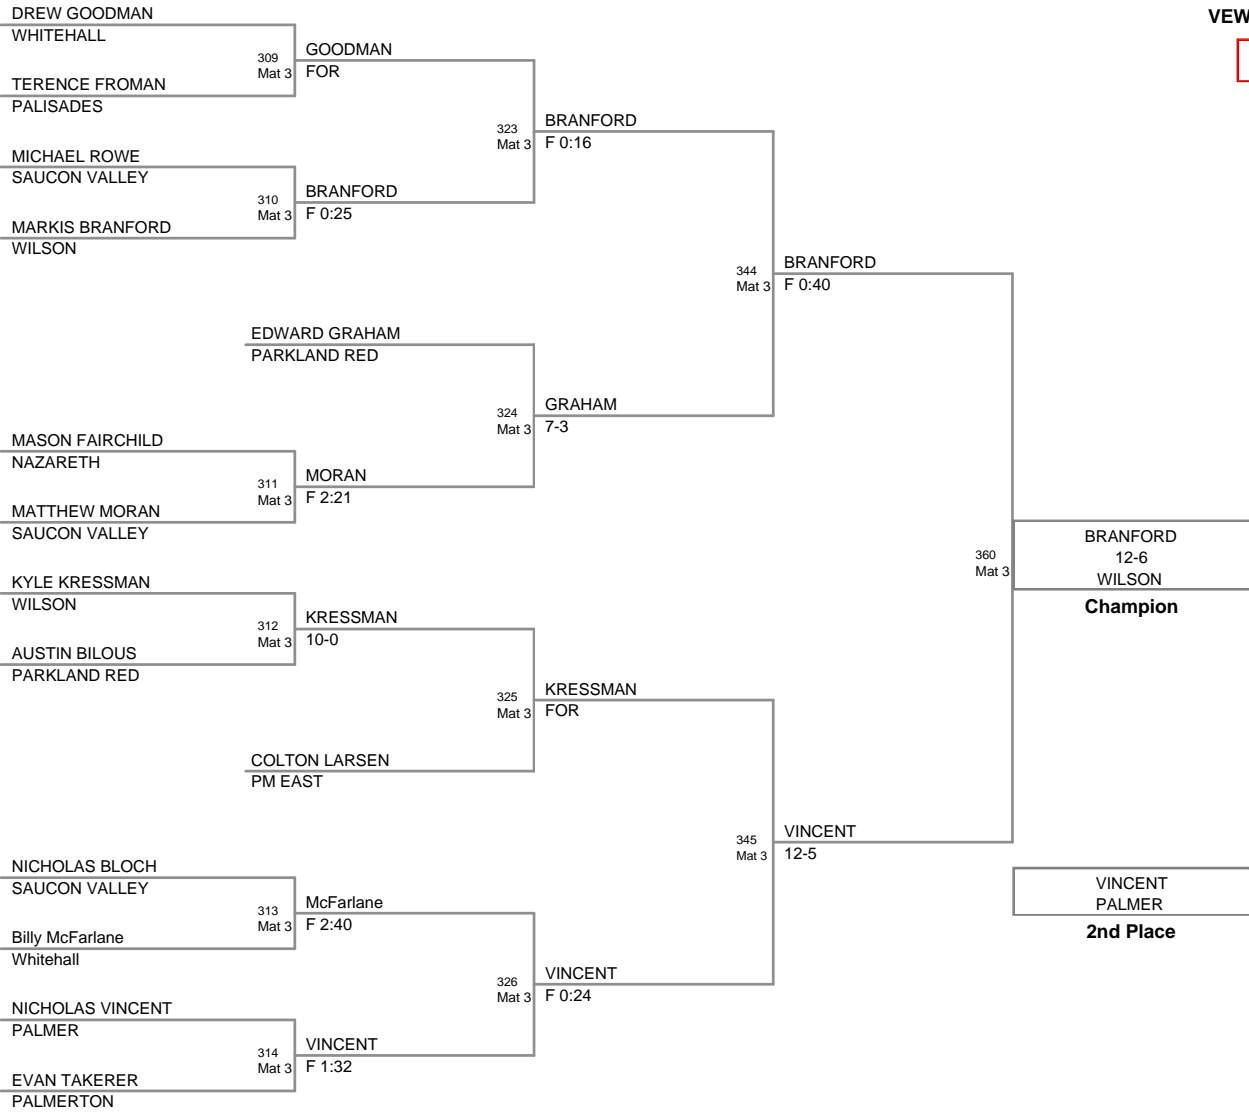 DREW GOODMAN
WHITEHALL
309
Mat 3
GOODMAN
FOR
TERENCE FROMAN
PALISADES
323
Mat 3
BRANFORD
F 0:16
MICHAEL ROWE
SAUCON VALLEY
310
Mat 3
BRANFORD
F 0:25
MARKIS BRANFORD
WILSON
344
Mat 3
BRANFORD
F 0:40
EDWARD GRAHAM
PARKLAND RED
324
Mat 3
GRAHAM
7-3
MASON FAIRCHILD
NAZARETH
311
Mat 3
MORAN
F 2:21
MATTHEW MORAN
SAUCON VALLEY
360
Mat 3
BRANFORD
12-6
WILSON
Champion
KYLE KRESSMAN
WILSON
312
Mat 3
KRESSMAN
10-0
AUSTIN BILOUS
PARKLAND RED
325
Mat 3
KRESSMAN
FOR
COLTON LARSEN
PM EAST
345
Mat 3
VINCENT
12-5
NICHOLAS BLOCH
SAUCON VALLEY
313
Mat 3
McFarlane
F 2:40
Billy McFarlane
Whitehall
326
Mat 3
VINCENT
F 0:24
NICHOLAS VINCENT
PALMER
314
Mat 3
VINCENT
F 1:32
EVAN TAKERER
PALMERTON
VINCENT
PALMER
2nd Place
VEW